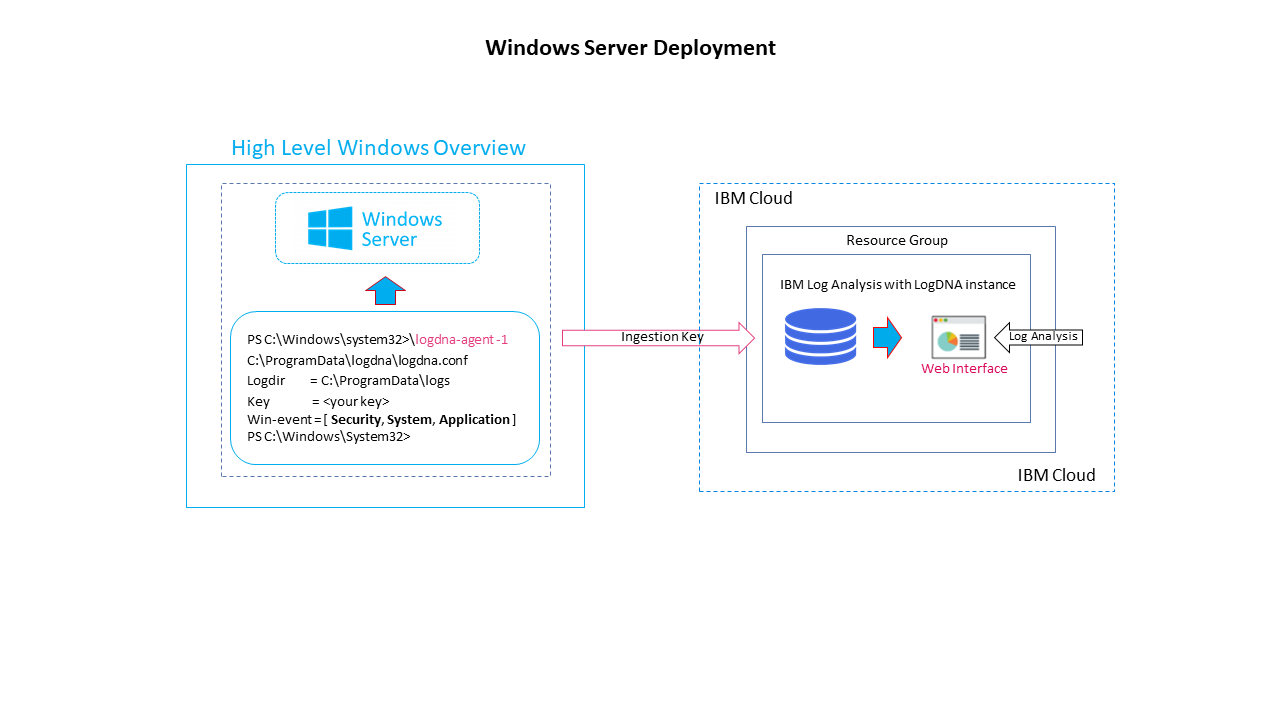 Windows Server Deployment
High Level Windows Overview
Windows
Server
PS C:\Windows\system32>\logdna-agent -1
C:\ProgramData\logdna\logdna.conf
Logdir = C:\ProgramData\logs
Key = <your key>
Win-event = [ Security, System, Application ]
PS C:\Windows\System32>
Ingestion Key
IBM Cloud
Resource Group
IBM Log Analysis with LogDNA instance
Log Analysis
Web Interface
IBM Cloud